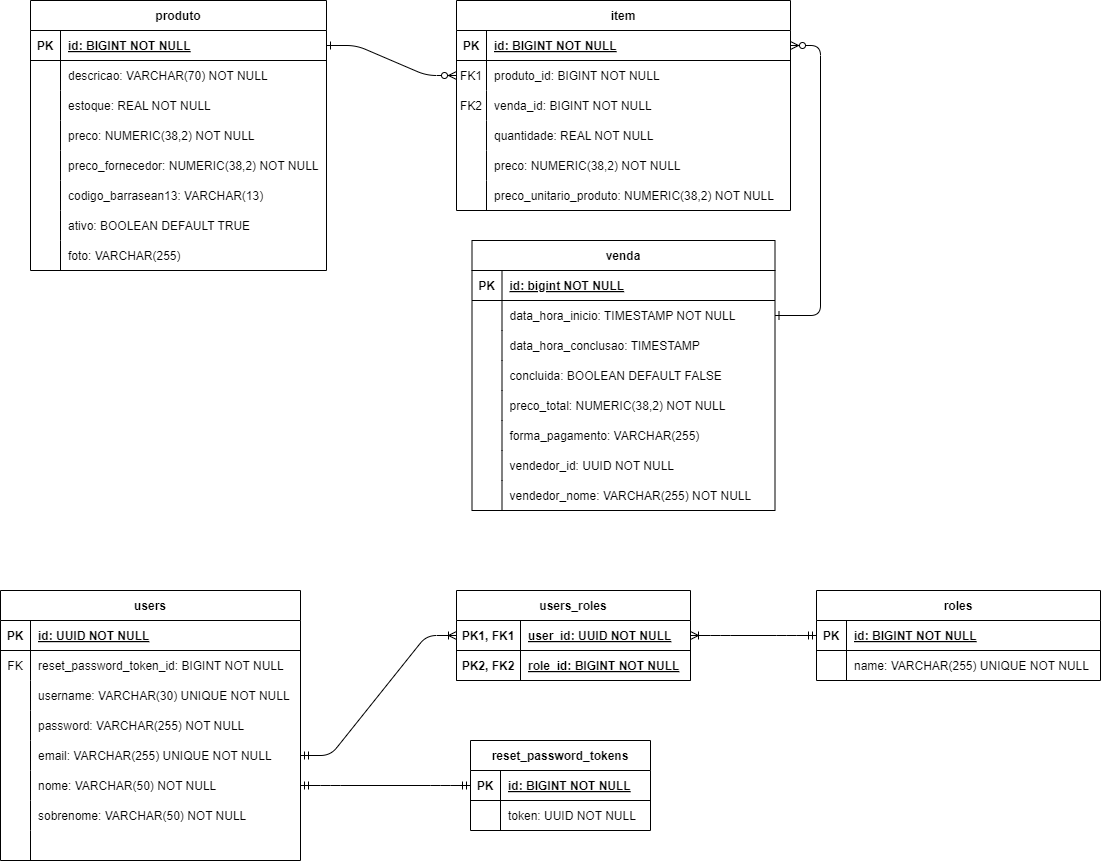 produto
PK id: BIGINT NOT NULL
descricao: VARCHAR(70) NOT NULL
estoque: REAL NOT NULL
preco: NUMERIC(38,2) NOT NULL
preco_fornecedor: NUMERIC(38,2) NOT NULL
codigo_barrasean13: VARCHAR(13)
ativo: BOOLEAN DEFAULT TRUE
foto: VARCHAR(255)
item
PK id: BIGINT NOT NULL
FK1 produto_id: BIGINT NOT NULL
FK2 venda_id: BIGINT NOT NULL
quantidade: REAL NOT NULL
preco: NUMERIC(38,2) NOT NULL
preco_unitario_produto: NUMERIC(38,2) NOT NULL
venda
PK id: bigint NOT NULL
data_hora_inicio: TIMESTAMP NOT NULL
data_hora_conclusao: TIMESTAMP
concluida: BOOLEAN DEFAULT FALSE
preco_total: NUMERIC(38,2) NOT NULL
forma_pagamento: VARCHAR(255)
vendedor_id: UUID NOT NULL
vendedor_nome: VARCHAR(255) NOT NULL
users
PK id: UUID NOT NULL
FK reset_password_token_id: BIGINT NOT NULL
username: VARCHAR(30) UNIQUE NOT NULL
password: VARCHAR(255) NOT NULL
email: VARCHAR(255) UNIQUE NOT NULL
nome: VARCHAR(50) NOT NULL
sobrenome: VARCHAR(50) NOT NULL
users_roles
PK1, FK1 user_id: UUID NOT NULL
PK2, FK2 role_id: BIGINT NOT NULL
roles
PK id: BIGINT NOT NULL
name: VARCHAR(255) UNIQUE NOT NULL
reset_password_tokens
PK id: BIGINT NOT NULL
token: UUID NOT NULL